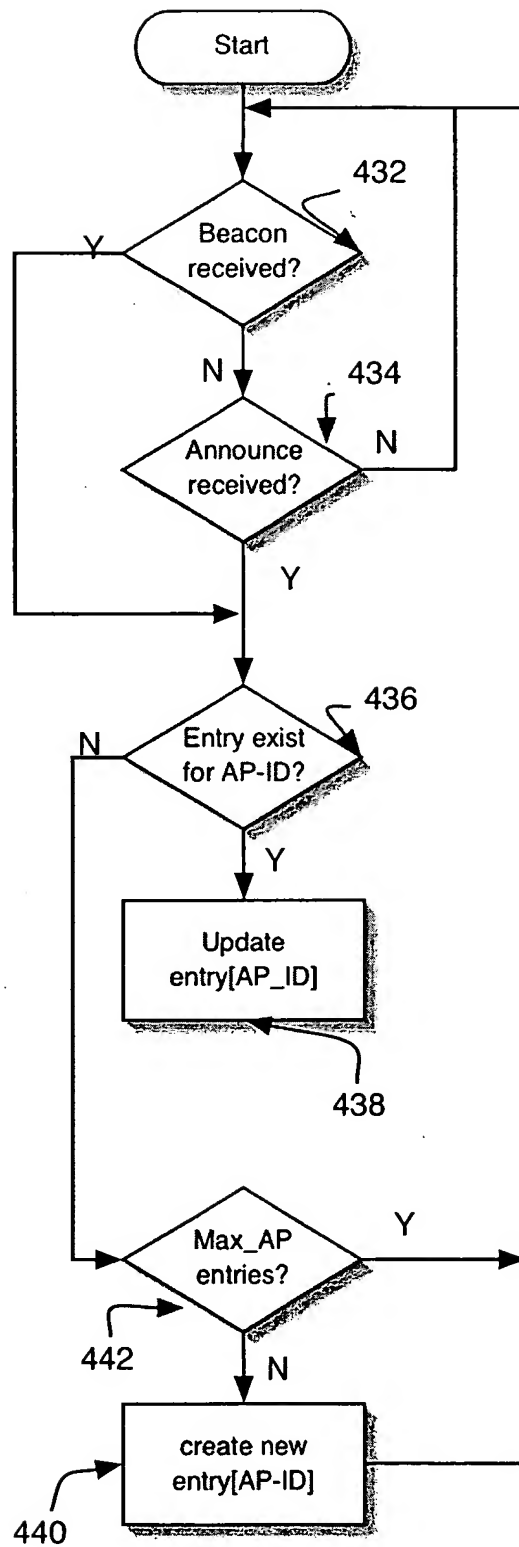 Start
432
Y
Beacon
received?
N
434
Announce
received?
N
Y
436
N
Entry exist
for AP-ID?
Y
Update
entry[AP_ID]
438
Max_AP
entries?
Y
442
N
create new
entry[AP-ID]
440